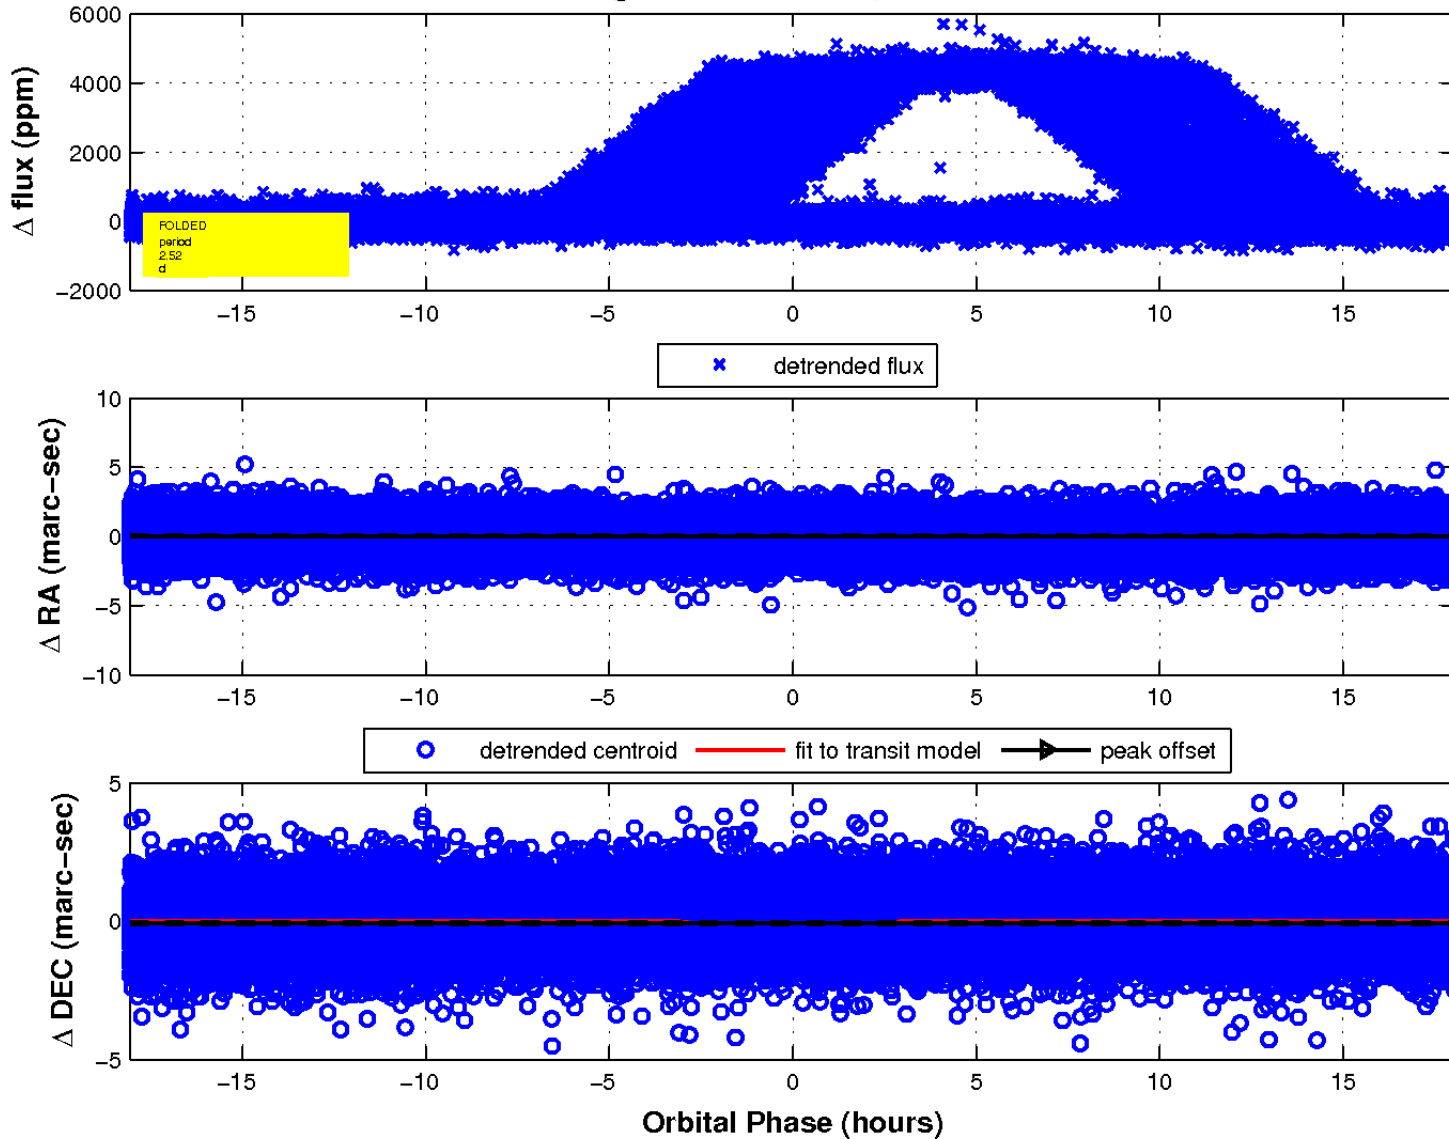 6000
4000
2000
0
−2000
Δ flux (ppm)
FOLDED
period
2.52
d
−15 −10 −5 0 5 10 15
detrended flux
10
5
0
−5
−10
Δ RA (marc−sec)
−15 −10 −5 0 5 10 15
detrended centroid fit to transit model peak offset
5
0
−5
Δ DEC (marc−sec)
−15 −10 −5 0 5 10 15
Orbital Phase (hours)